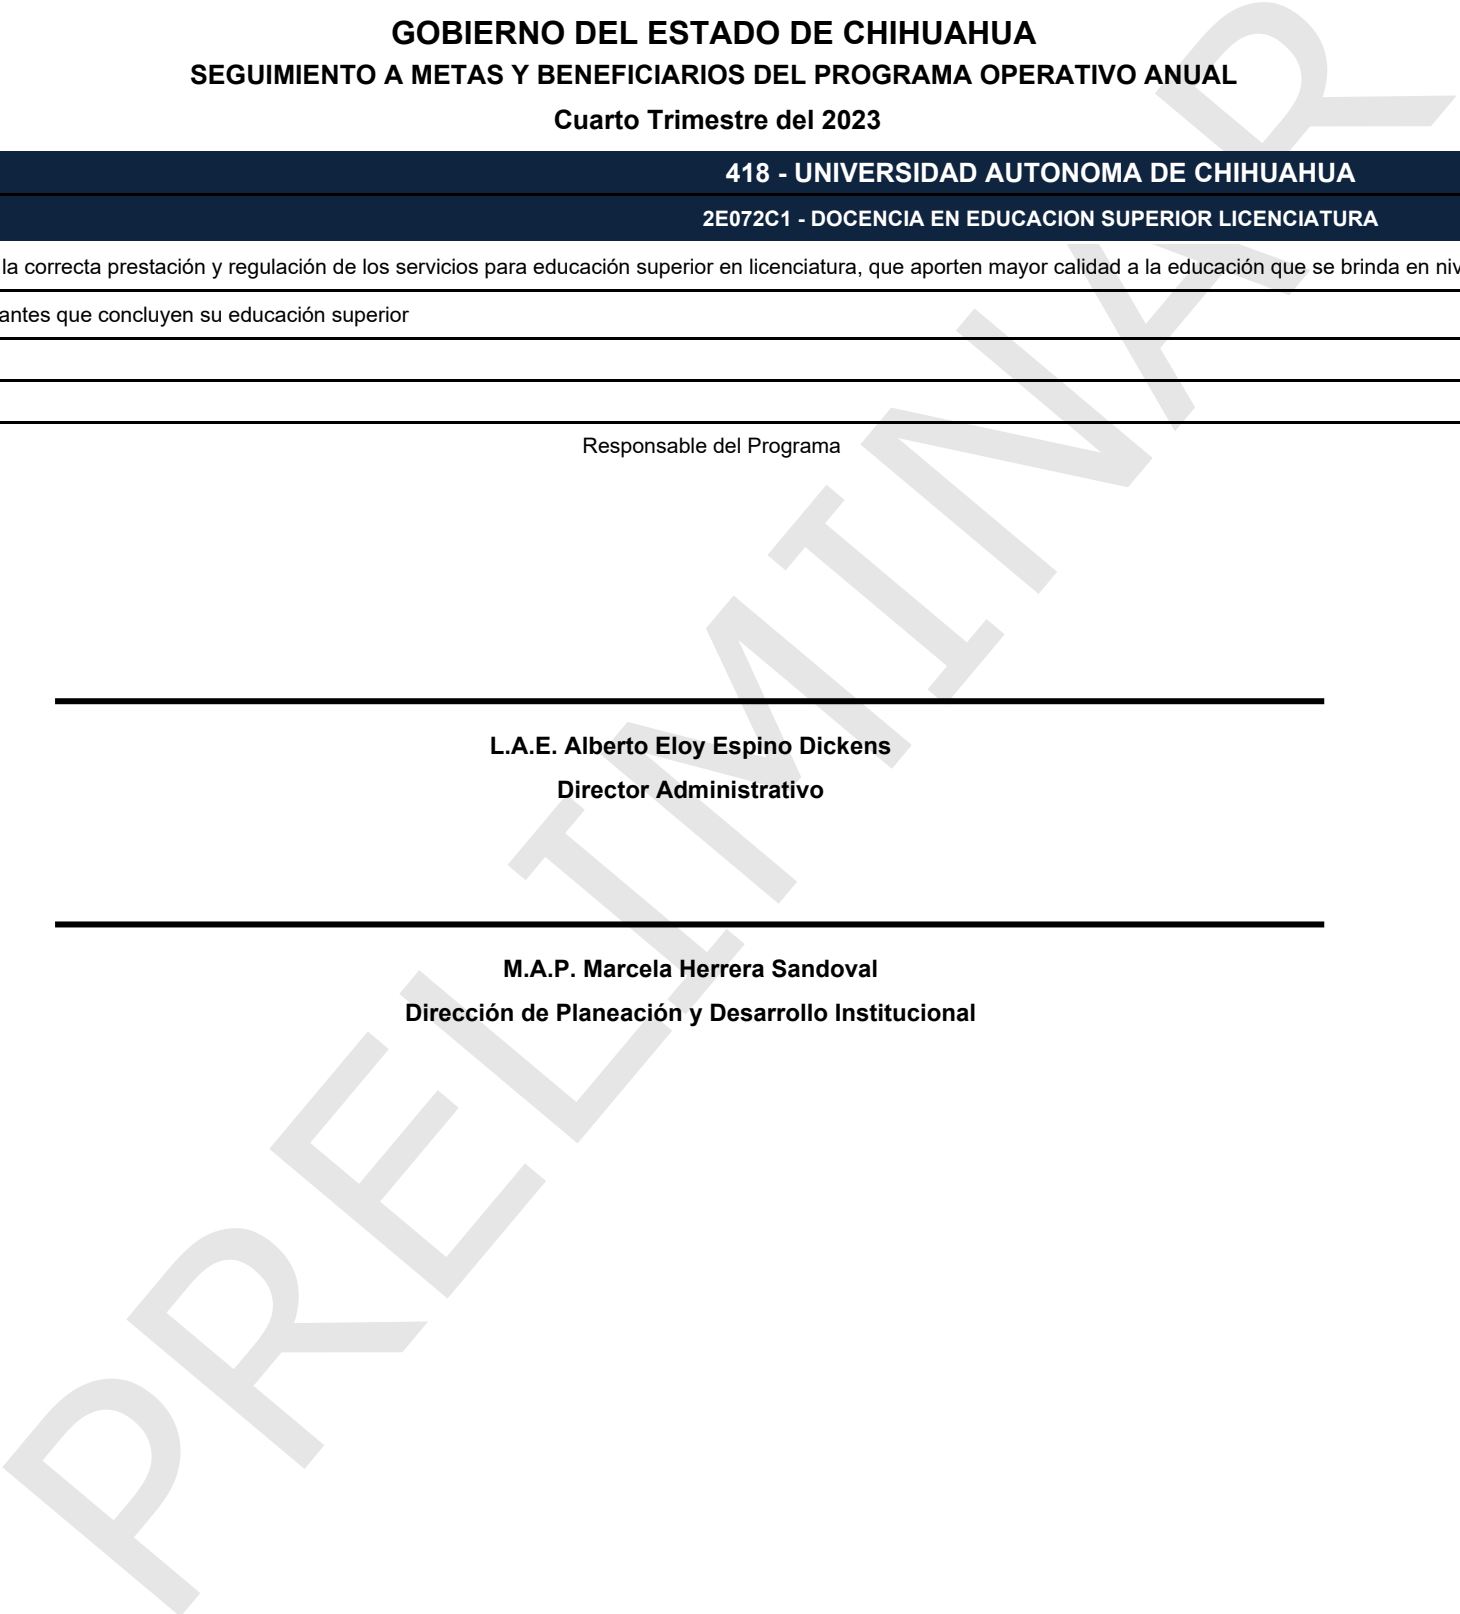 GOBIERNO DEL ESTADO DE CHIHUAHUA
SEGUIMIENTO A METAS Y BENEFICIARIOS DEL PROGRAMA OPERATIVO ANUAL
Cuarto Trimestre del 2023
418 - UNIVERSIDAD AUTONOMA DE CHIHUAHUA
2E072C1 - DOCENCIA EN EDUCACION SUPERIOR LICENCIATURA
la correcta prestación y regulación de los servicios para educación superior en licenciatura, que aporten mayor calidad a la educación que se brinda en
que concluyen su educación superior
Responsable del Programa
L.A.E. Alberto Eloy Espino Dickens
Director Administrativo
M.A.P. Marcela Herrera Sandoval
Dirección de Planeación y Desarrollo Institucional
PRELIMINAR